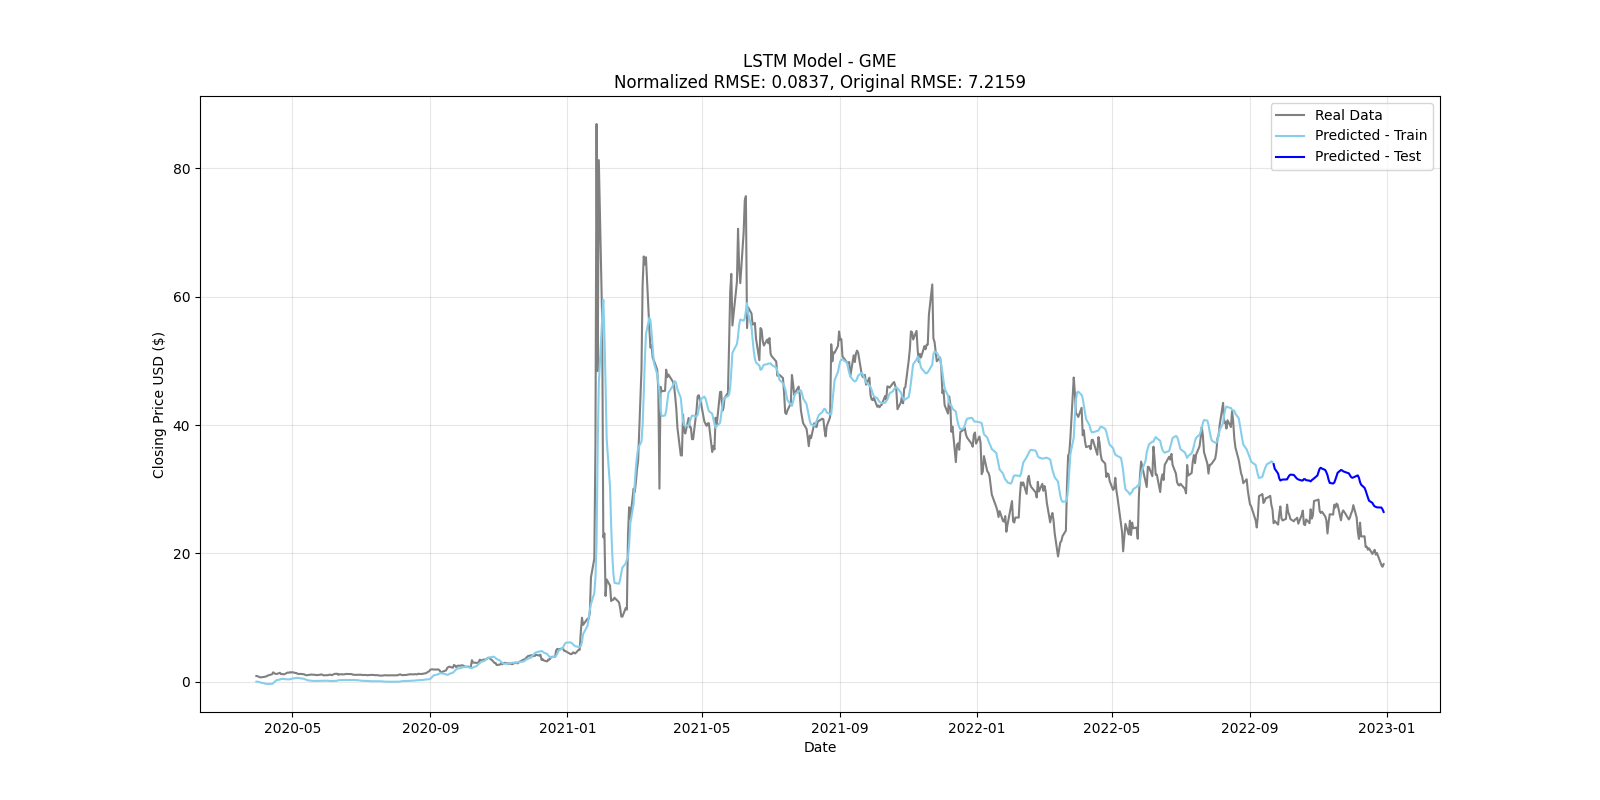 LSTM Model - GME
Normalized RMSE: 0.0837, Original RMSE: 7.2159
Real Data
Predicted - Train
Predicted - Test
Closing Price USD ($)
80
60
40
20
0
2020-05 2020-09 2021-01 2021-05 2021-09 2022-01 2022-05 2022-09 2023-01
Date